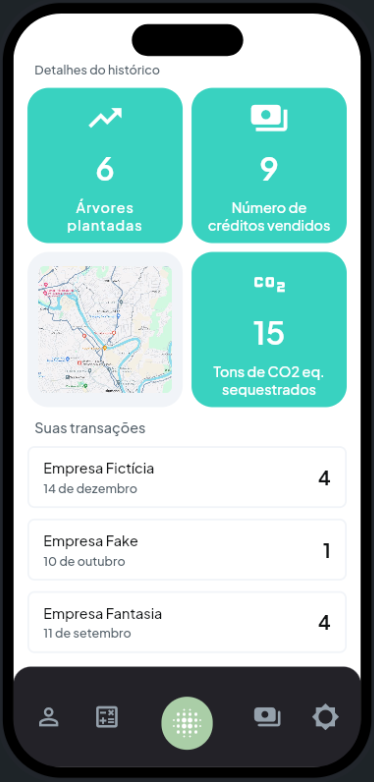 Detalhes do histórico
6
Árvores
plantadas
9
Número de
créditos vendidos
CO2
15
Tons de CO2 eq.
sequestrados
Suas transações
Empresa Fictícia
14 de dezembro
4
Empresa Fake
10 de outubro
1
Empresa Fantasia
11 de setembro
4